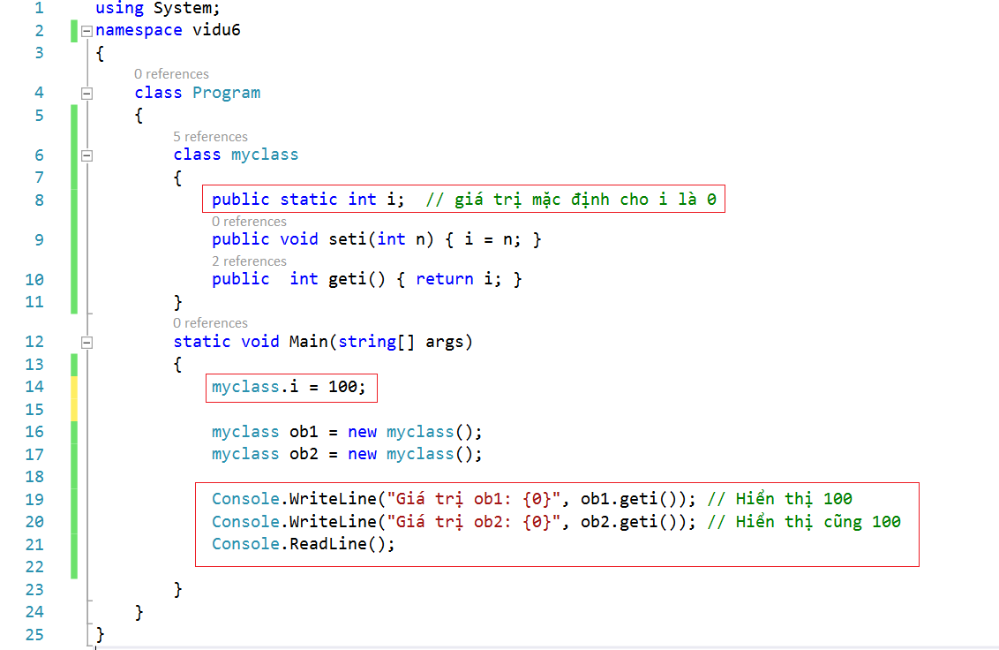 1 using System;
2 namespace vidu6
3 {
0 references
4 class Program
5 {
5 references
6 class myclass
7 {
8 public static int i; // giá trị mặc định cho i là 0
0 references
9 public void seti(int n) { i = n; }
2 references
10 public int geti() { return i; }
11 }
0 references
12 static void Main(string[] args)
13 {
14 myclass.i = 100;
15
16 myclass ob1 = new myclass();
17 myclass ob2 = new myclass();
18
19 Console.WriteLine("Giá trị ob1: {0}", ob1.geti()); // Hiển thị 100
20 Console.WriteLine("Giá trị ob2: {0}", ob2.geti()); // Hiển thị cũng 100
21 Console.ReadLine();
22
23 }
24 }
25 }